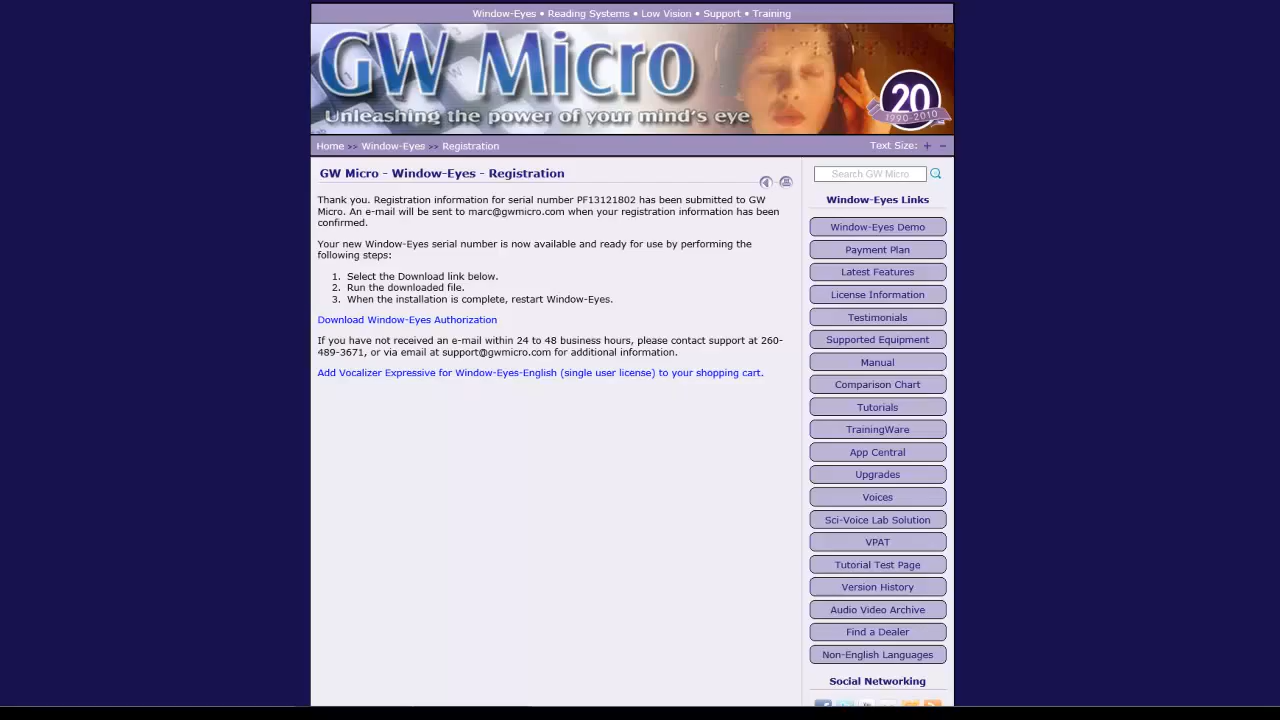 Window-Eyes • Reading Systems • Low Vision • Support • Training
GW Micro
Unleashing the power of your mind's eye
20
1990-2010
Home >> Window-Eyes >> Registration
Text Size: + −
GW Micro - Window-Eyes - Registration
Thank you. Registration information for serial number PF13121802 has been submitted to GW
Micro. An e-mail will be sent to marc@gwmicro.com when your registration information has been
confirmed.
Your new Window-Eyes serial number is now available and ready for use by performing the
following steps:
1. Select the Download link below.
2. Run the downloaded file.
3. When the installation is complete, restart Window-Eyes.
Download Window-Eyes Authorization
If you have not received an e-mail within 24 to 48 business hours, please contact support at 260-
489-3671, or via email at support@gwmicro.com for additional information.
Add Vocalizer Expressive for Window-Eyes-English (single user license) to your shopping cart.
Search GW Micro
Window-Eyes Links
Window-Eyes Demo
Payment Plan
Latest Features
License Information
Testimonials
Supported Equipment
Manual
Comparison Chart
Tutorials
TrainingWare
App Central
Upgrades
Voices
Sci-Voice Lab Solution
VPAT
Tutorial Test Page
Version History
Audio Video Archive
Find a Dealer
Non-English Languages
Social Networking